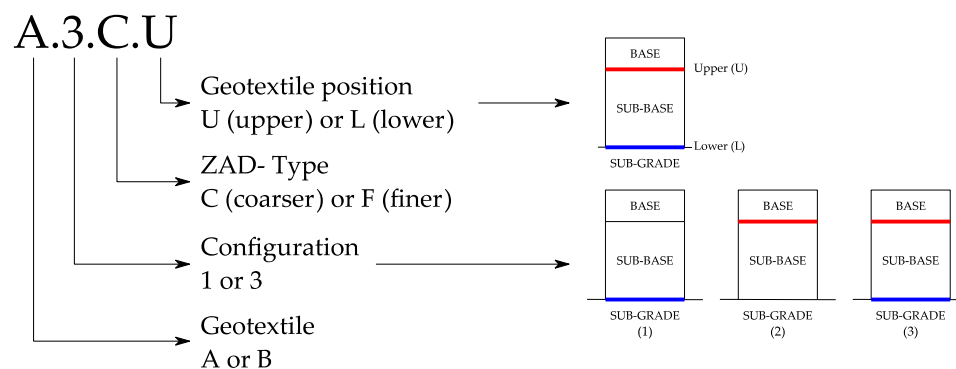 A.3.C.U
Geotextile position
U (upper) or L (lower)
ZAD- Type
C (coarser) or F (finer)
Configuration
1 or 3
Geotextile
A or B
BASE
Upper (U)
SUB-BASE
Lower (L)
SUB-GRADE
BASE
SUB-BASE
SUB-GRADE
(1)
BASE
SUB-BASE
SUB-GRADE
(2)
BASE
SUB-BASE
SUB-GRADE
(3)